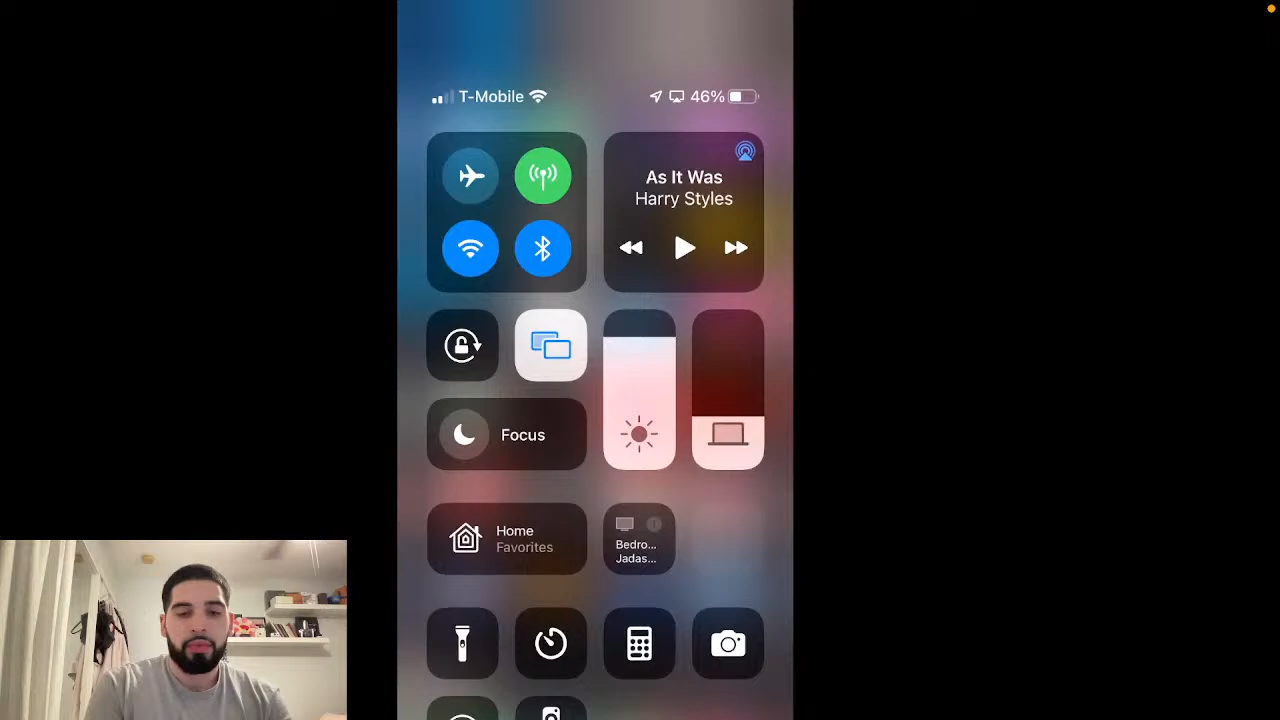 T-Mobile
46%
As It Was
Harry Styles
Focus
Home
Favorites
Bedro...
Jadas...